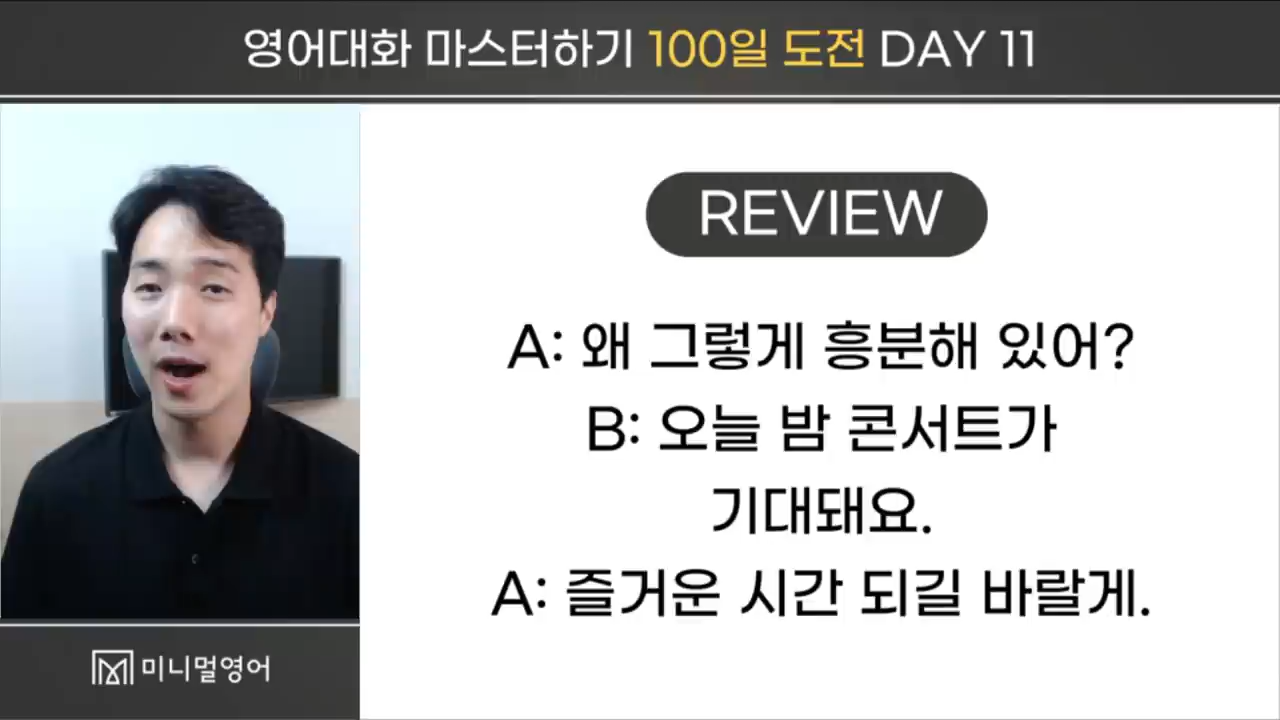 영어대화 마스터하기 100일 도전 DAY 11
REVIEW
A: 왜 그렇게 흥분해 있어?
B: 오늘 밤 콘서트가
기대돼요.
A: 즐거운 시간 되길 바랄게.
미니멀영어